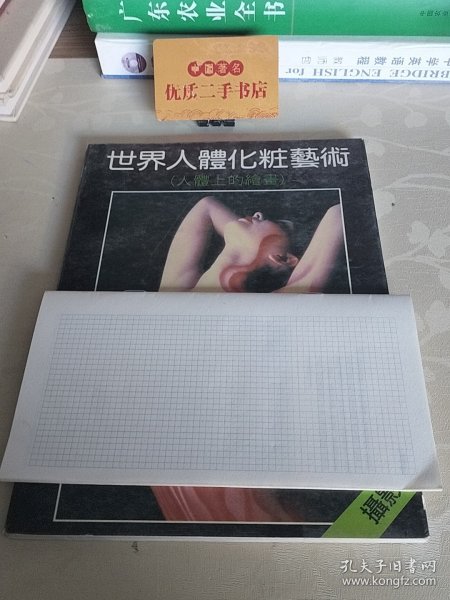 广东农业全书
BRIDGE ENGLISH for
优质二手书店
世界人體化粧藝術
(人體上的繪畫)
攝影
孔夫子旧书网
www.kongfz.com